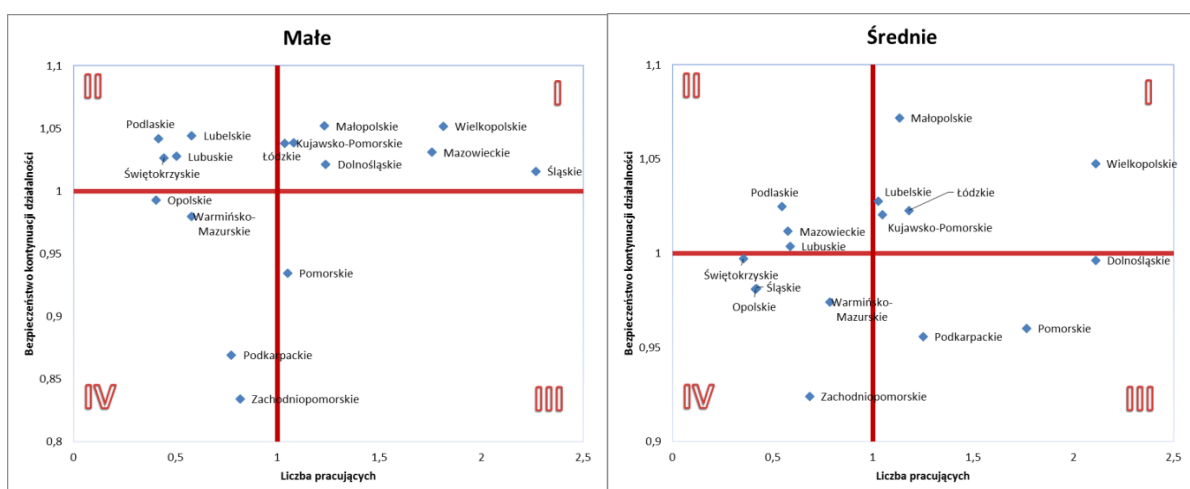 Małe
Bezpieczeństwo kontynuacji działalności
1,1
1,05
1
0,95
0,9
0,85
0,8
II
I
Podlaskie
Lubelskie
Małopolskie
Wielkopolskie
Kujawsko-Pomorskie
Lubuskie
Łódzkie
Mazowieckie
Dolnośląskie
Świętokrzyskie
Śląskie
Opolskie
Warmińsko-
Mazurskie
Pomorskie
Podkarpackie
Zachodniopomorskie
IV
III
0
0,5
1
1,5
2
2,5
Liczba pracujących
Średnie
Bezpieczeństwo kontynuacji działalności
1,1
1,05
1
0,95
0,9
II
I
Małopolskie
Wielkopolskie
Podlaskie
Lubelskie
Łódzkie
Mazowieckie
Kujawsko-Pomorskie
Lubuskie
Dolnośląskie
Świętokrzyskie
Śląskie
Opolskie
Warmińsko-
Mazurskie
Pomorskie
Podkarpackie
Zachodniopomorskie
IV
III
0
0,5
1
1,5
2
2,5
Liczba pracujących